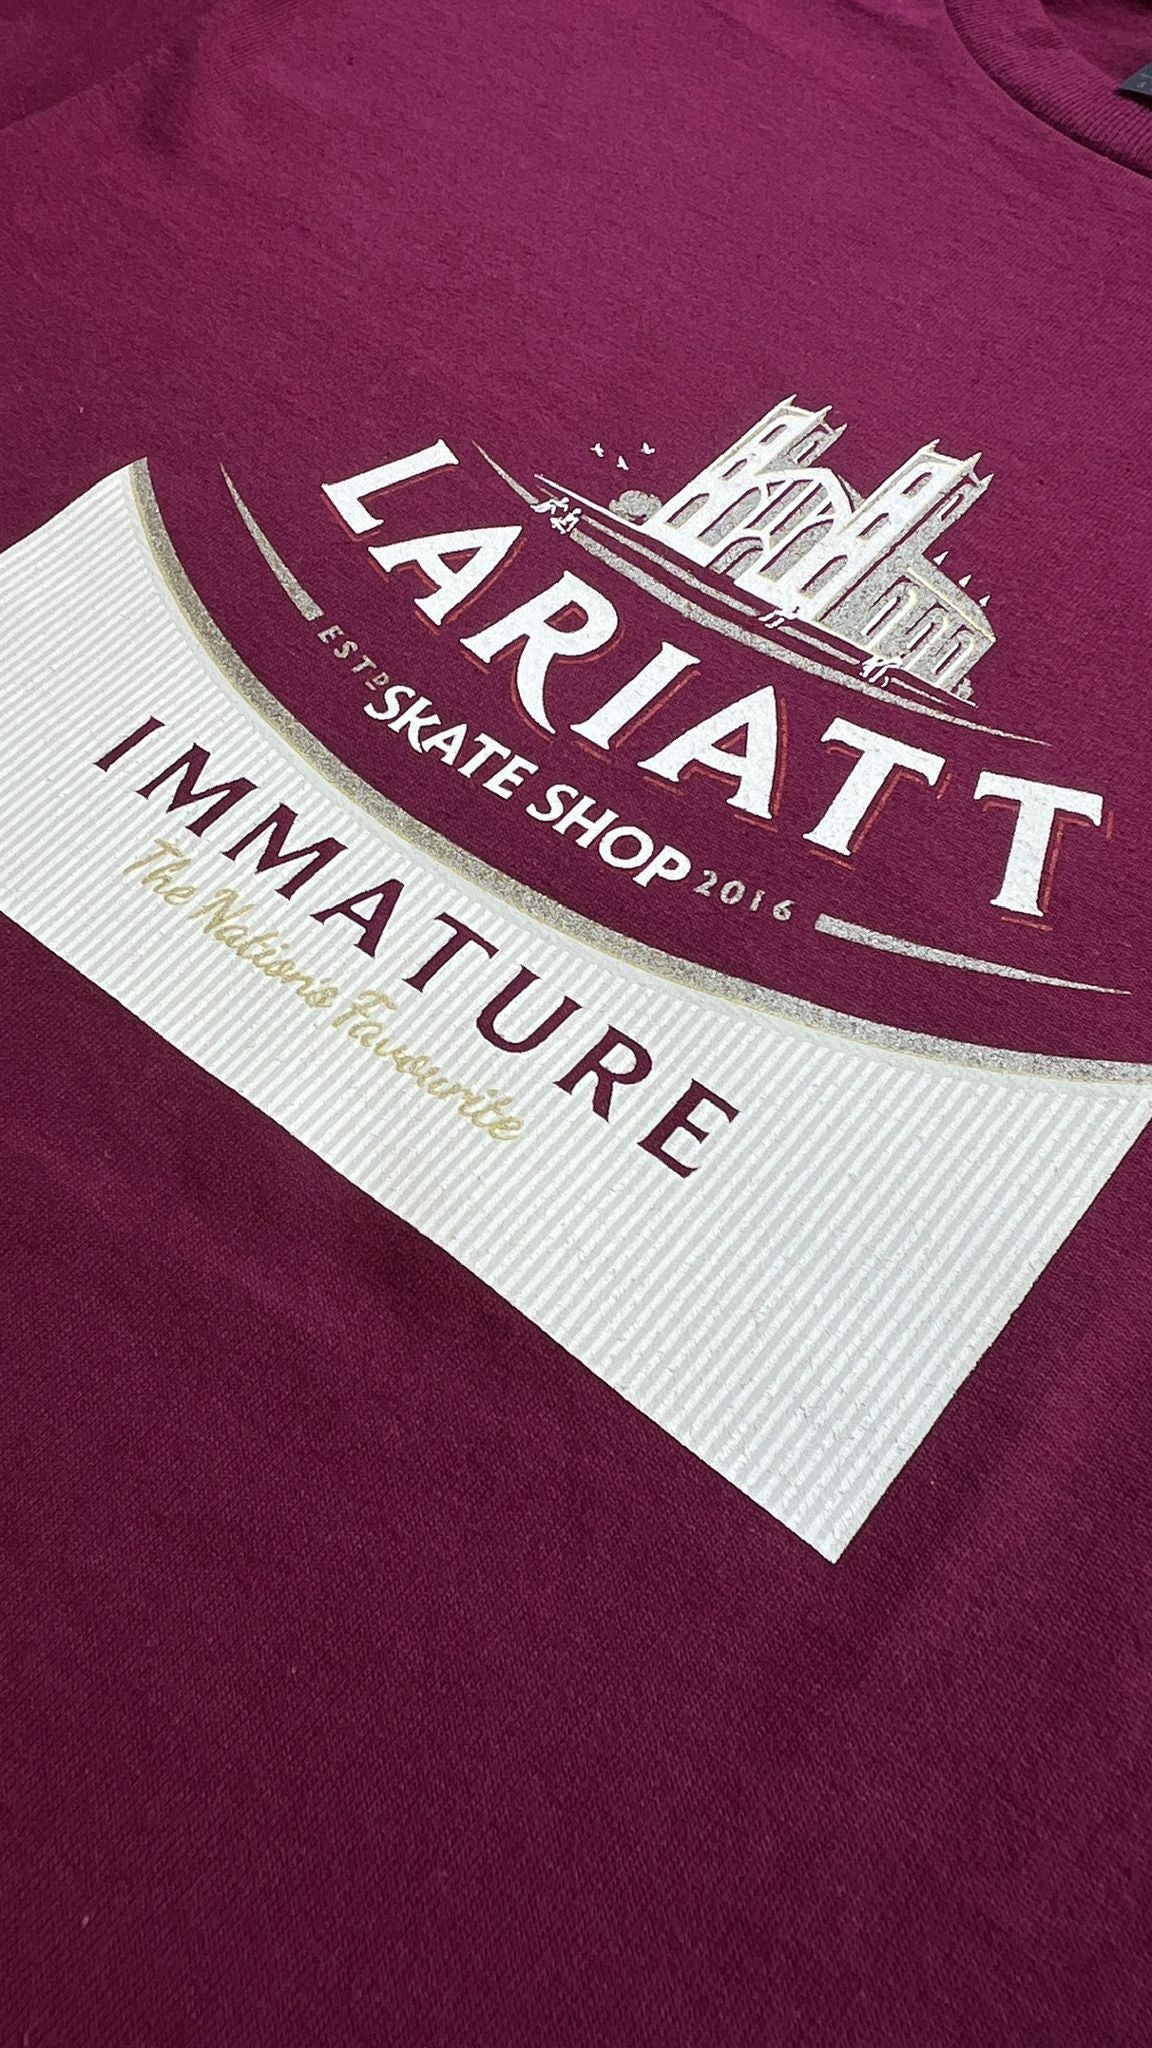 LARIATT
ESTD SKATE SHOP 2016
IMMATURE
The Nation's Favourite